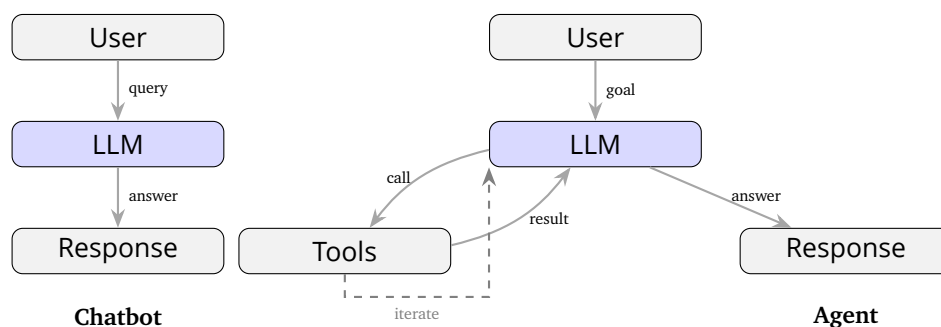 User
User
query
goal
LLM
LLM
call
answer
answer
result
Response
Tools
Response
iterate
Chatbot
Agent